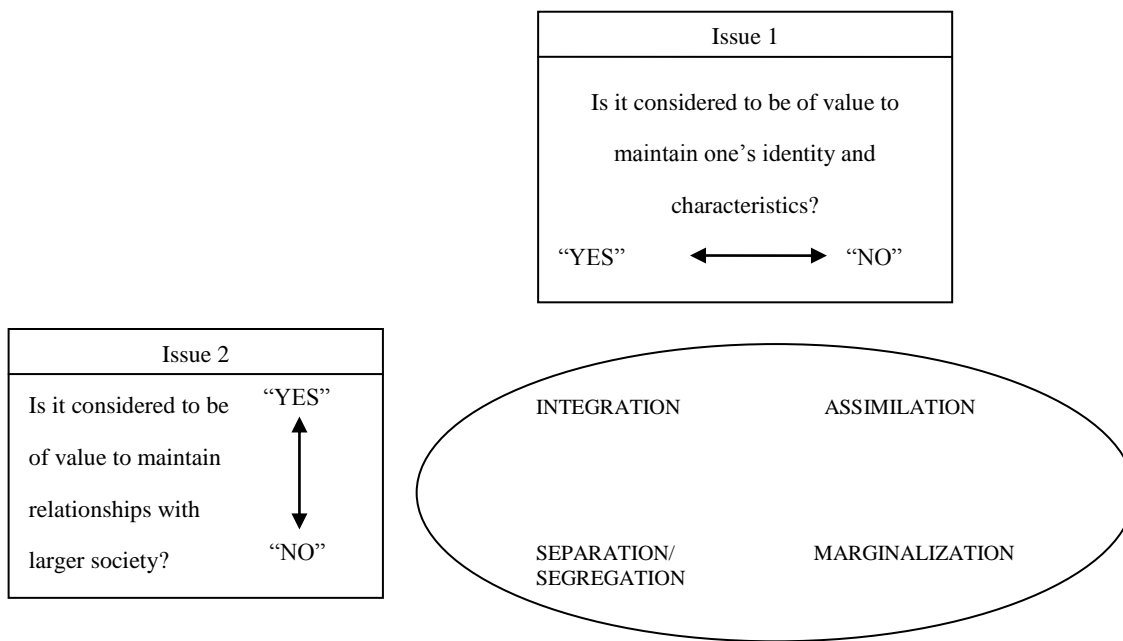 Issue 1
Is it considered to be of value to
maintain one’s identity and
characteristics?
“YES” “NO”
Issue 2
Is it considered to be “YES”
of value to maintain
relationships with
larger society? “NO”
INTEGRATION ASSIMILATION
SEPARATION/ MARGINALIZATION
SEGREGATION